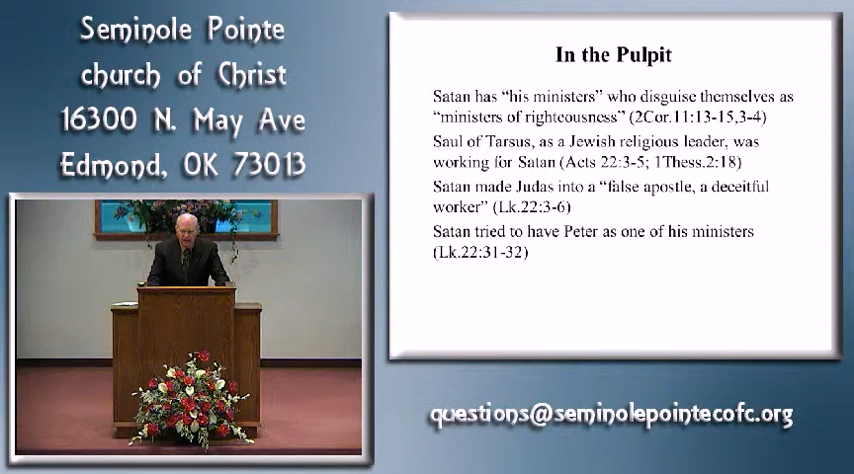 Seminole Pointe
church of Christ
16300 N. May Ave
Edmond, OK 73013
In the Pulpit
Satan has “his ministers” who disguise themselves as
“ministers of righteousness” (2Cor.11:13-15,3-4)
Saul of Tarsus, as a Jewish religious leader, was
working for Satan (Acts 22:3-5; 1Thess.2:18)
Satan made Judas into a “false apostle, a deceitful
worker” (Lk.22:3-6)
Satan tried to have Peter as one of his ministers
(Lk.22:31-32)
questions@seminolepointecofc.org